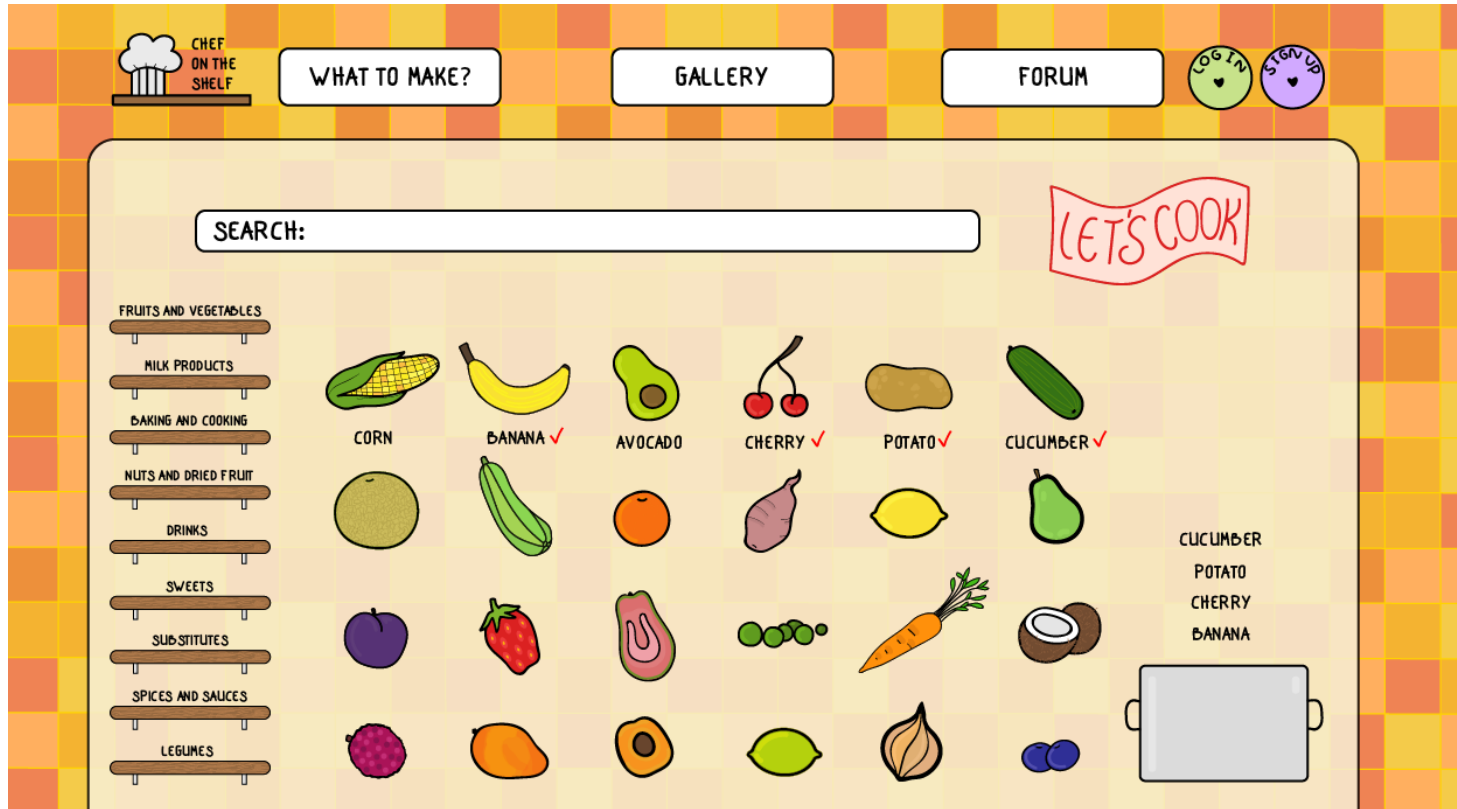 CHEF
ON THE
SHELF
WHAT TO MAKE?
GALLERY
FORUM
LOG IN
SIGN UP
SEARCH:
LET'S COOK
FRUITS AND VEGETABLES
MILK PRODUCTS
BAKING AND COOKING
NUTS AND DRIED FRUIT
DRINKS
SWEETS
SUBSTITUTES
SPICES AND SAUCES
LEGUMES
CORN
BANANA
AVOCADO
CHERRY
POTATO
CUCUMBER
CUCUMBER
POTATO
CHERRY
BANANA